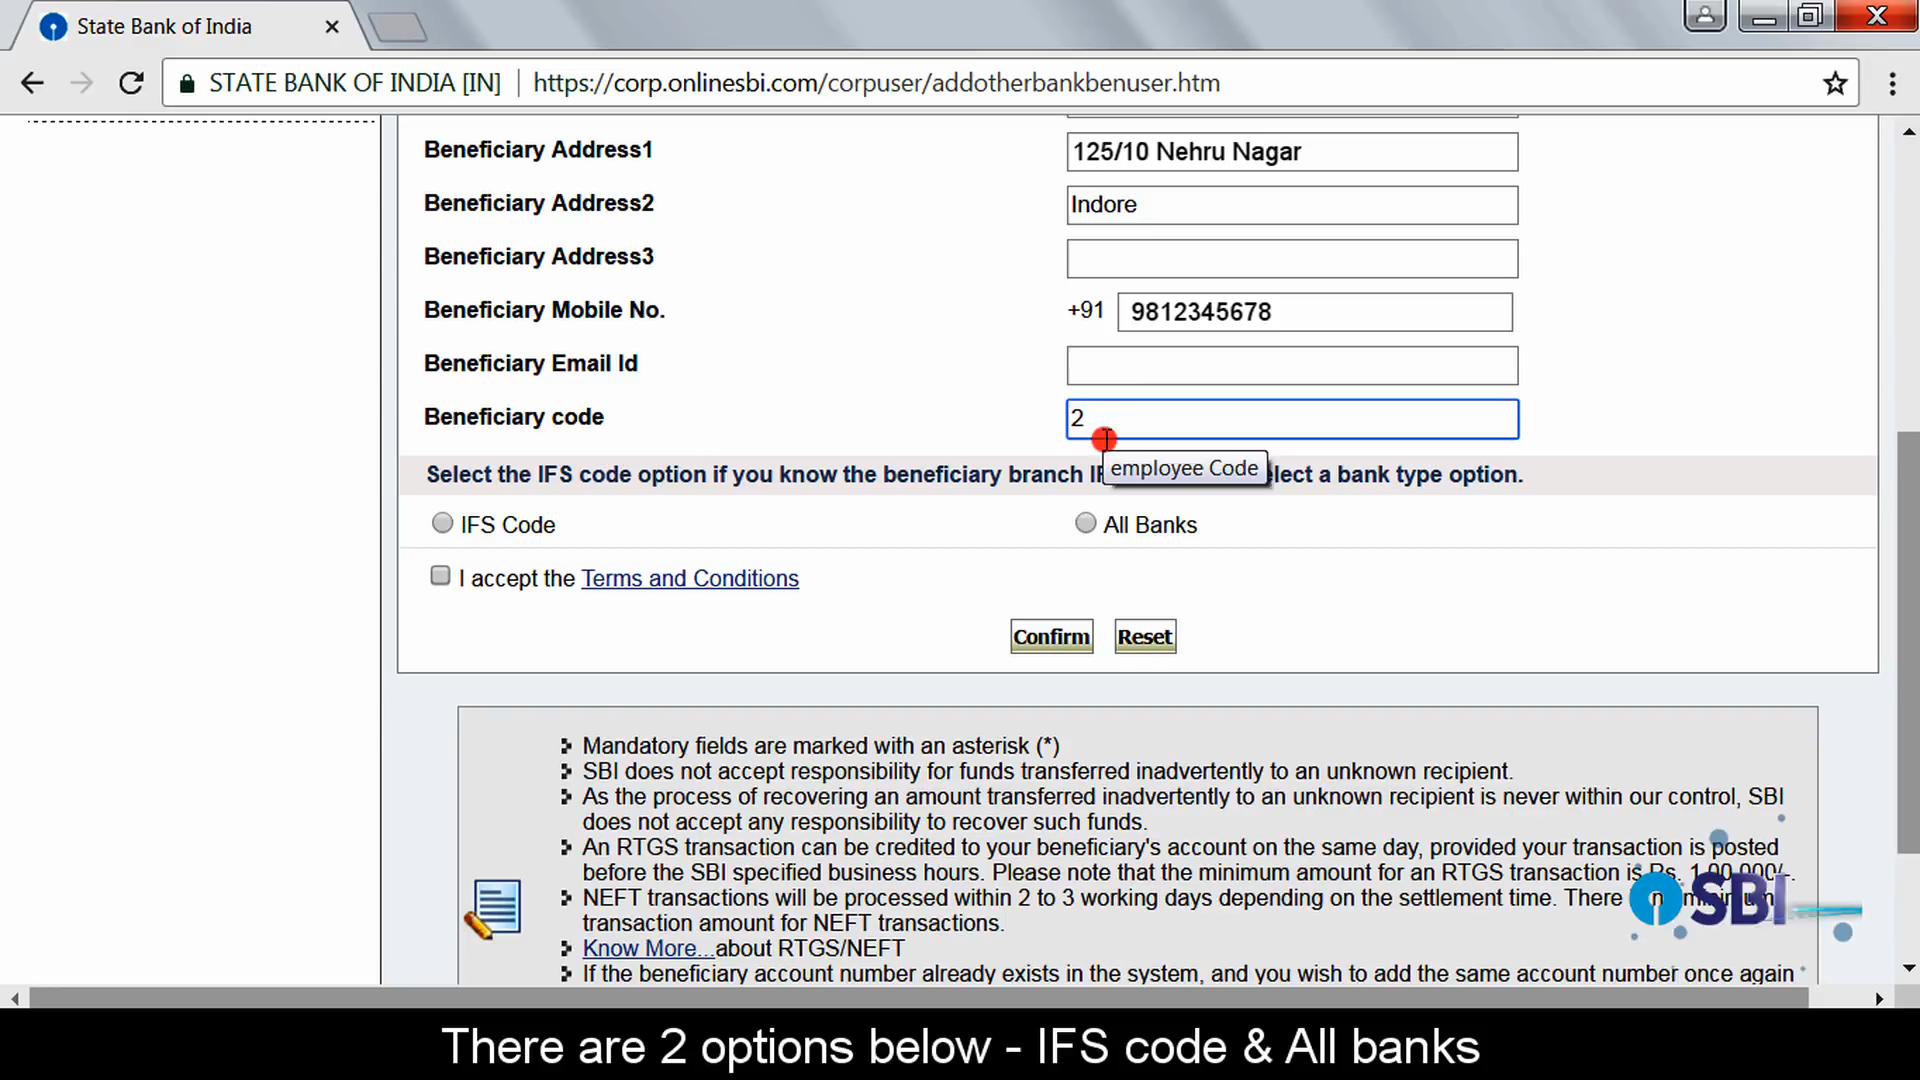 State Bank of India
STATE BANK OF INDIA [IN] https://corp.onlinesbi.com/corpuser/addotherbankbenuser.htm
Beneficiary Address1 125/10 Nehru Nagar
Beneficiary Address2 Indore
Beneficiary Address3
Beneficiary Mobile No. +91 9812345678
Beneficiary Email Id
Beneficiary code 2
employee Code
Select the IFS code option if you know the beneficiary branch select a bank type option.
IFS Code All Banks
I accept the Terms and Conditions
Confirm Reset
Mandatory fields are marked with an asterisk (*)
SBI does not accept responsibility for funds transferred inadvertently to an unknown recipient.
As the process of recovering an amount transferred inadvertently to an unknown recipient is never within our control, SBI
does not accept any responsibility to recover such funds.
An RTGS transaction can be credited to your beneficiary's account on the same day, provided your transaction is posted
before the SBI specified business hours. Please note that the minimum amount for an RTGS transaction is Rs. 1,00,000/-.
NEFT transactions will be processed within 2 to 3 working days depending on the settlement time. There minimum
transaction amount for NEFT transactions.
SBI
Know More...about RTGS/NEFT
If the beneficiary account number already exists in the system, and you wish to add the same account number once again
There are 2 options below - IFS code & All banks